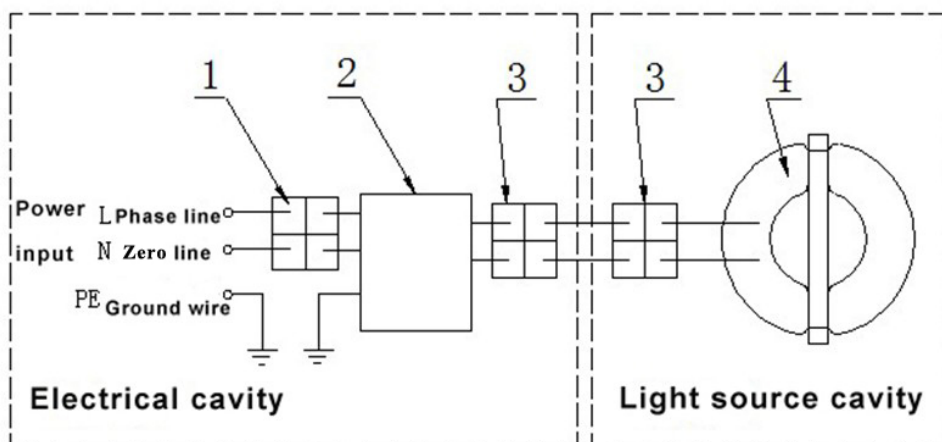 1
2
3
3
4
Power L Phase line
input N Zero line
PE Ground wire
Electrical cavity
Light source cavity